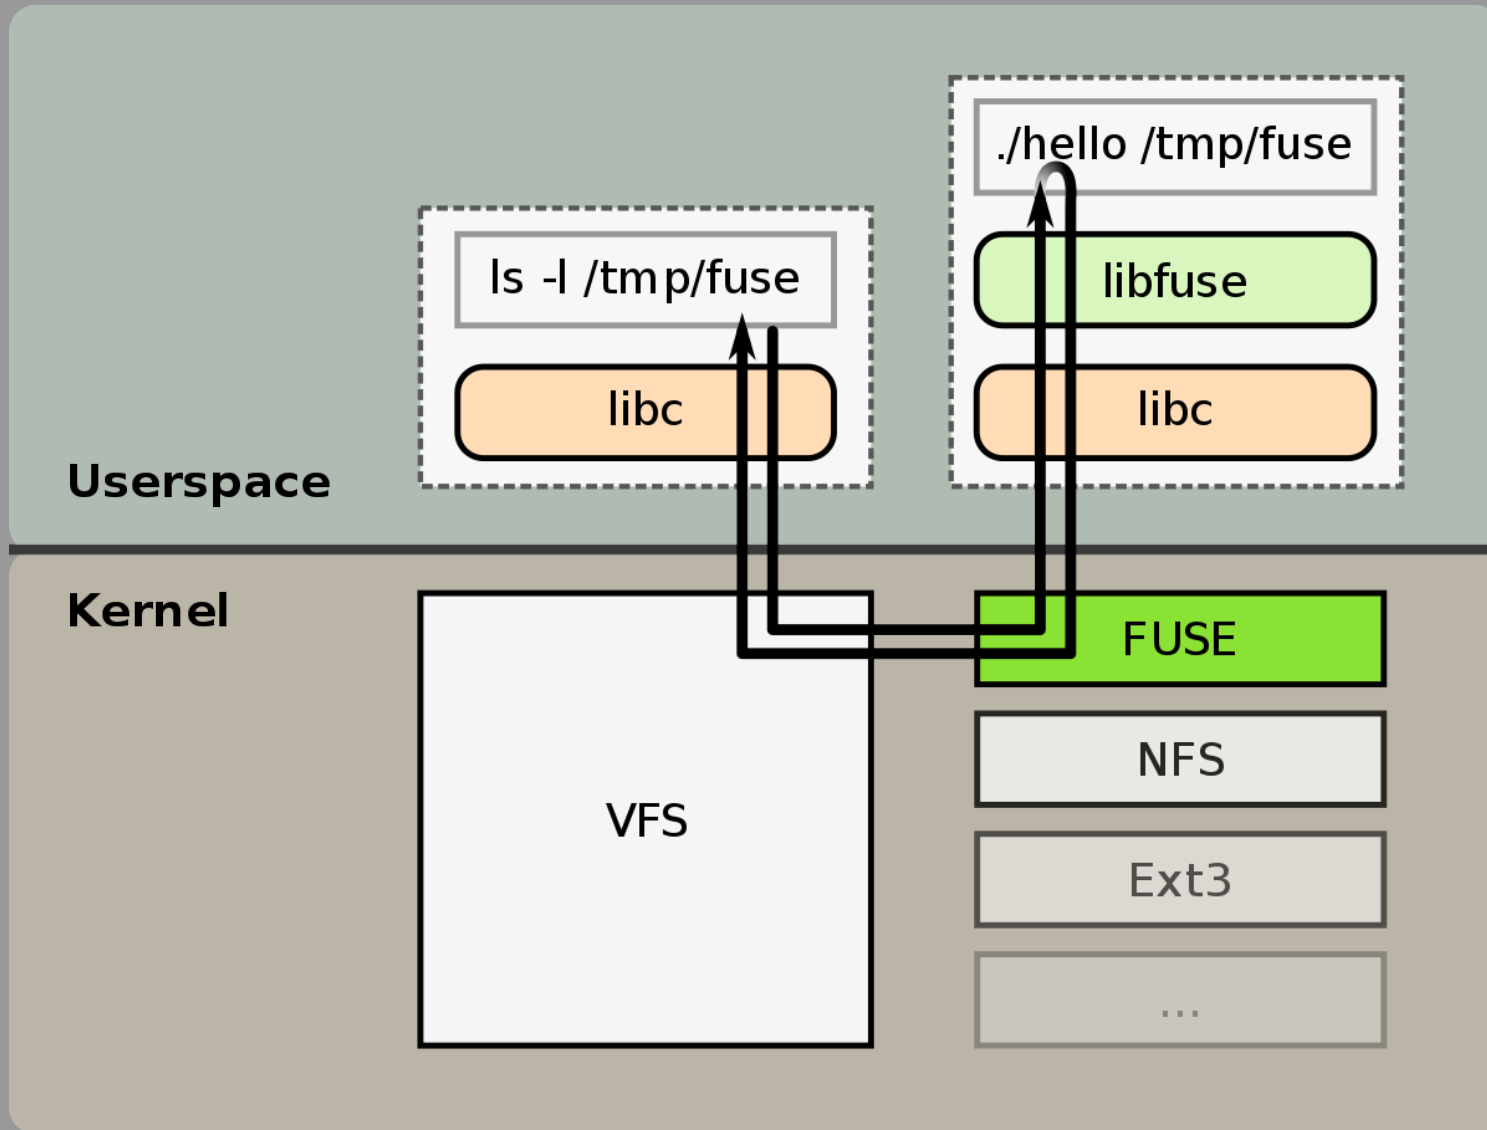 ./hello /tmp/fuse
ls -l /tmp/fuse
libfuse
libc
libc
Userspace
Kernel
FUSE
NFS
VFS
Ext3
...